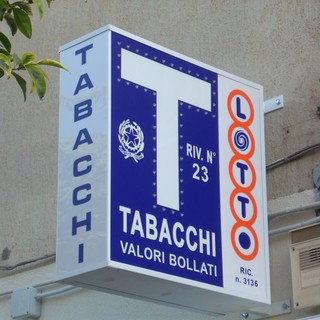 TABACCHI
T
RIV. N°
23
TABACCHI
VALORI BOLLATI
LOTTO
RIC.
n. 3136